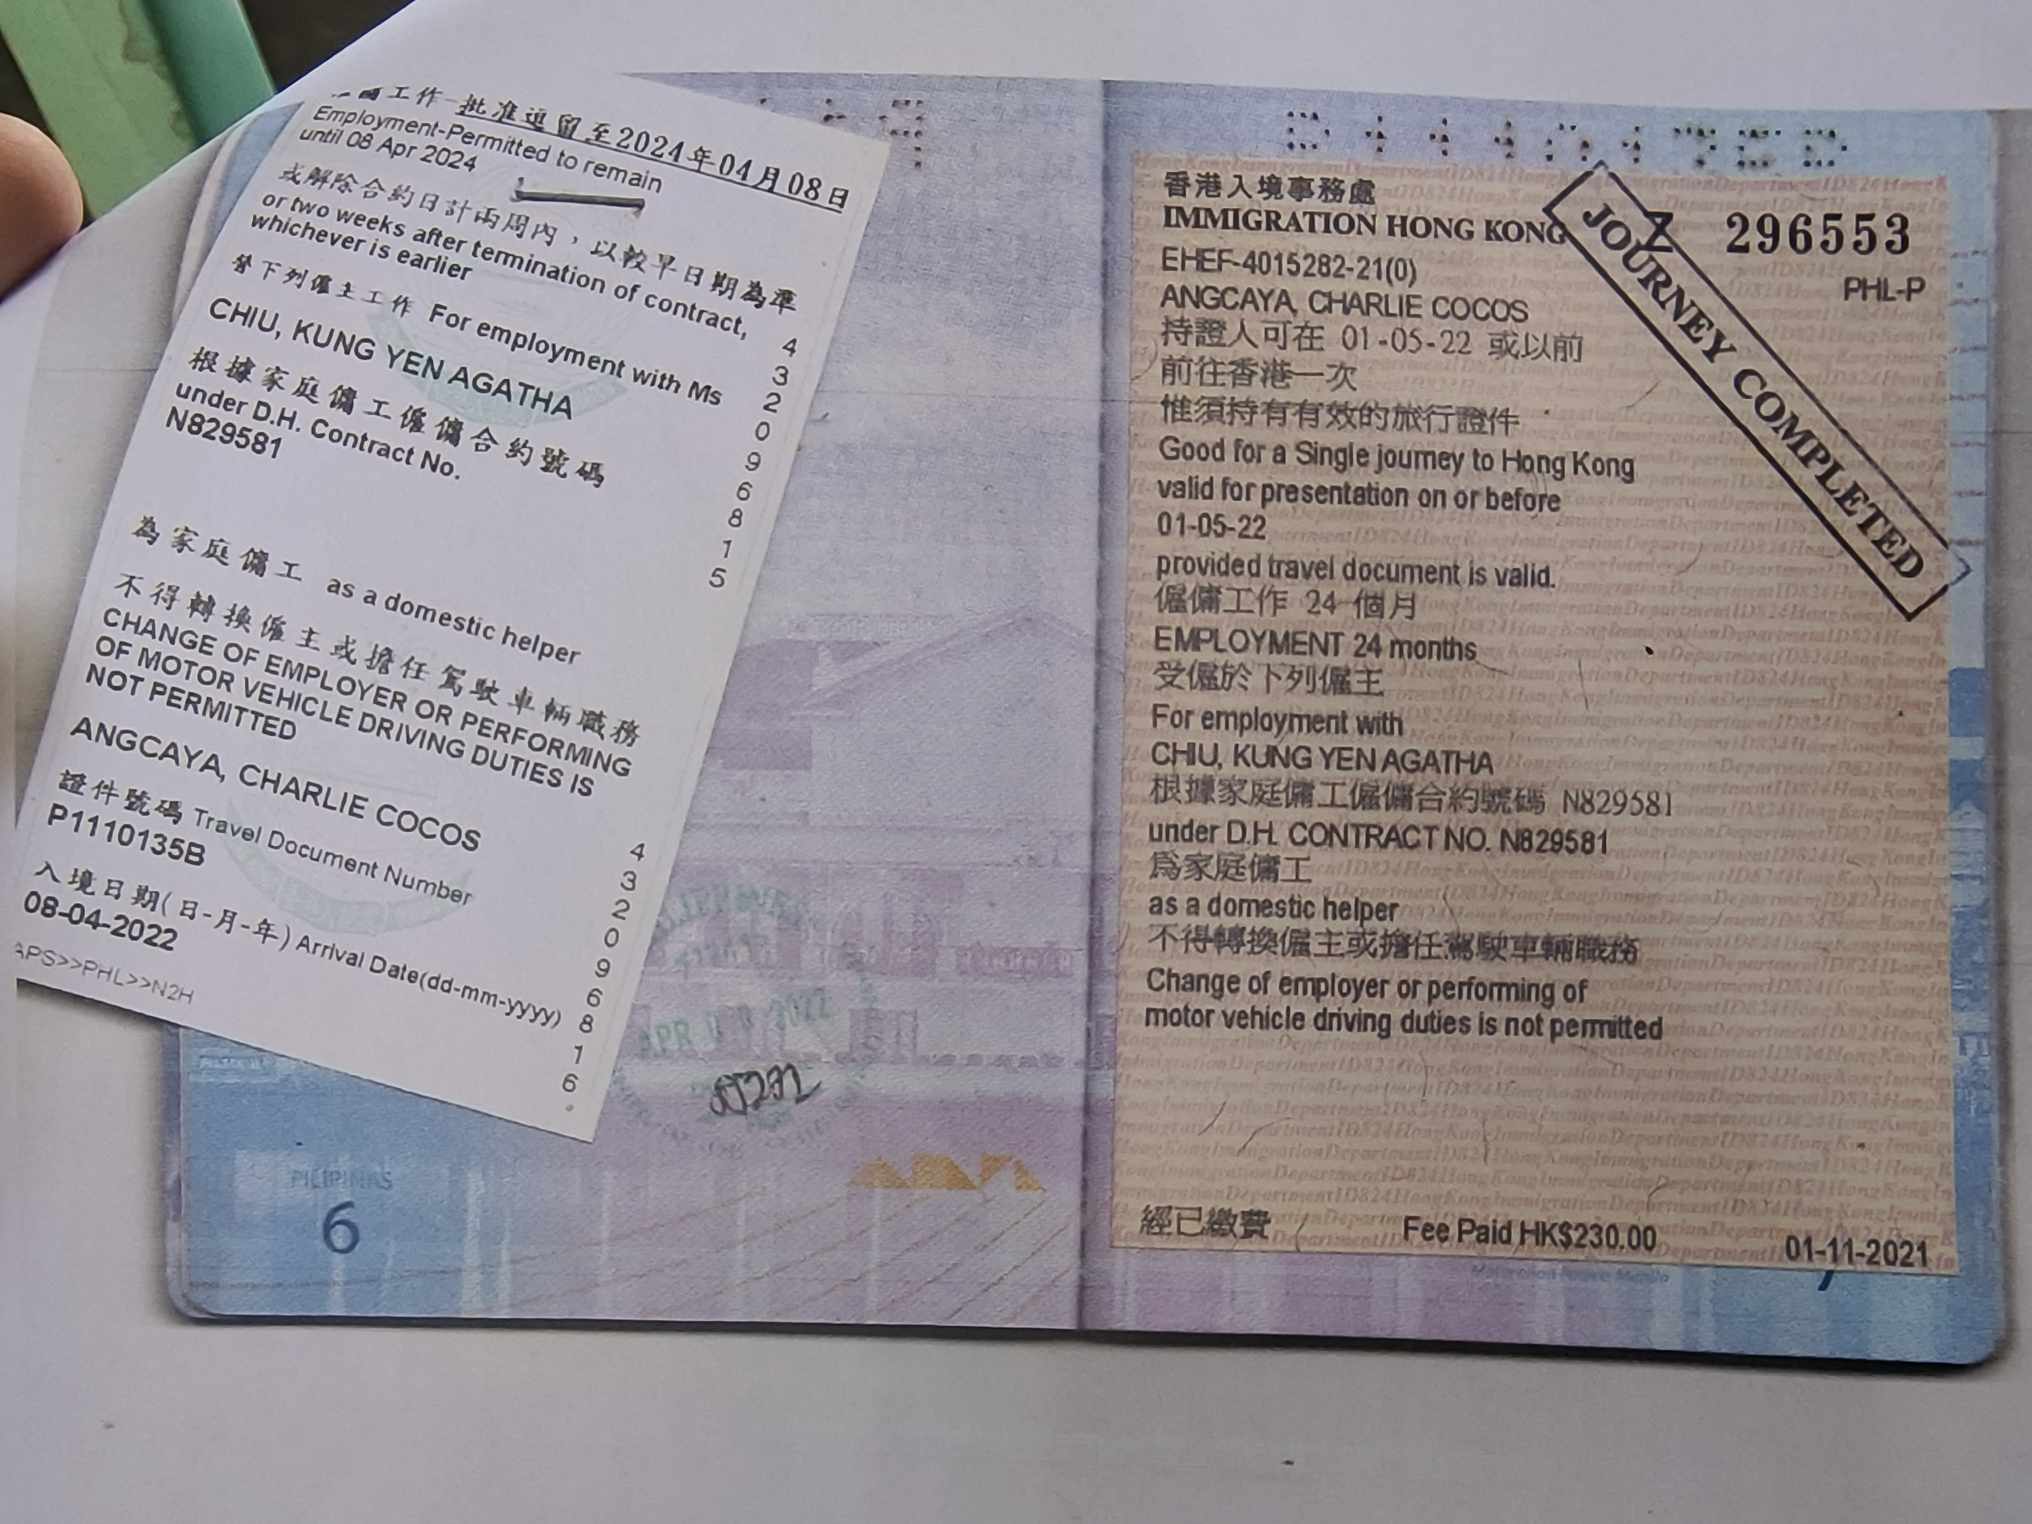 工作-批准逗留至2024年04月08日
Employment-Permitted to remain
until 08 Apr 2024
或解除合約日計兩周內，以較早日期為準
or two weeks after termination of contract,
whichever is earlier
替下列僱主工作 For employment with Ms
CHIU, KUNG YEN AGATHA
根據家庭傭工僱傭合約號碼
under D.H. Contract No.
N829581
432096815
為家庭傭工 as a domestic helper
不得轉換僱主或擔任駕駛車輛職務
CHANGE OF EMPLOYER OR PERFORMING
OF MOTOR VEHICLE DRIVING DUTIES IS
NOT PERMITTED
ANGCAYA, CHARLIE COCOS
證件號碼 Travel Document Number
P1110135B
入境日期(日-月-年) Arrival Date(dd-mm-yyyy)
08-04-2022
APS>>PHL>>N2H
432096816
PILIPINAS
6
香港入境事務處
IMMIGRATION HONG KONG
Z 296553
PHL-P
JOURNEY COMPLETED
EHEF-4015282-21(0)
ANGCAYA, CHARLIE COCOS
持證人可在 01-05-22 或以前
前往香港一次
惟須持有有效的旅行證件
Good for a Single journey to Hong Kong
valid for presentation on or before
01-05-22
provided travel document is valid.
僱傭工作 24 個月
EMPLOYMENT 24 months
受僱於下列僱主
For employment with
CHIU, KUNG YEN AGATHA
根據家庭傭工僱傭合約號碼 N829581
under D.H. CONTRACT NO. N829581
爲家庭傭工
as a domestic helper
不得轉換僱主或擔任駕駛車輛職務
Change of employer or performing of
motor vehicle driving duties is not permitted
經已繳費 Fee Paid HK$230.00 01-11-2021